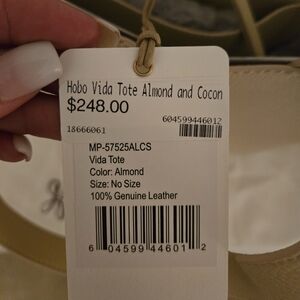 Hobo Vida Tote Almond and Cocon
$248.00
604599446012
18666061
MP-57525ALCS
Vida Tote
Color: Almond
Size: No Size
100% Genuine Leather
6 04599 44601 2